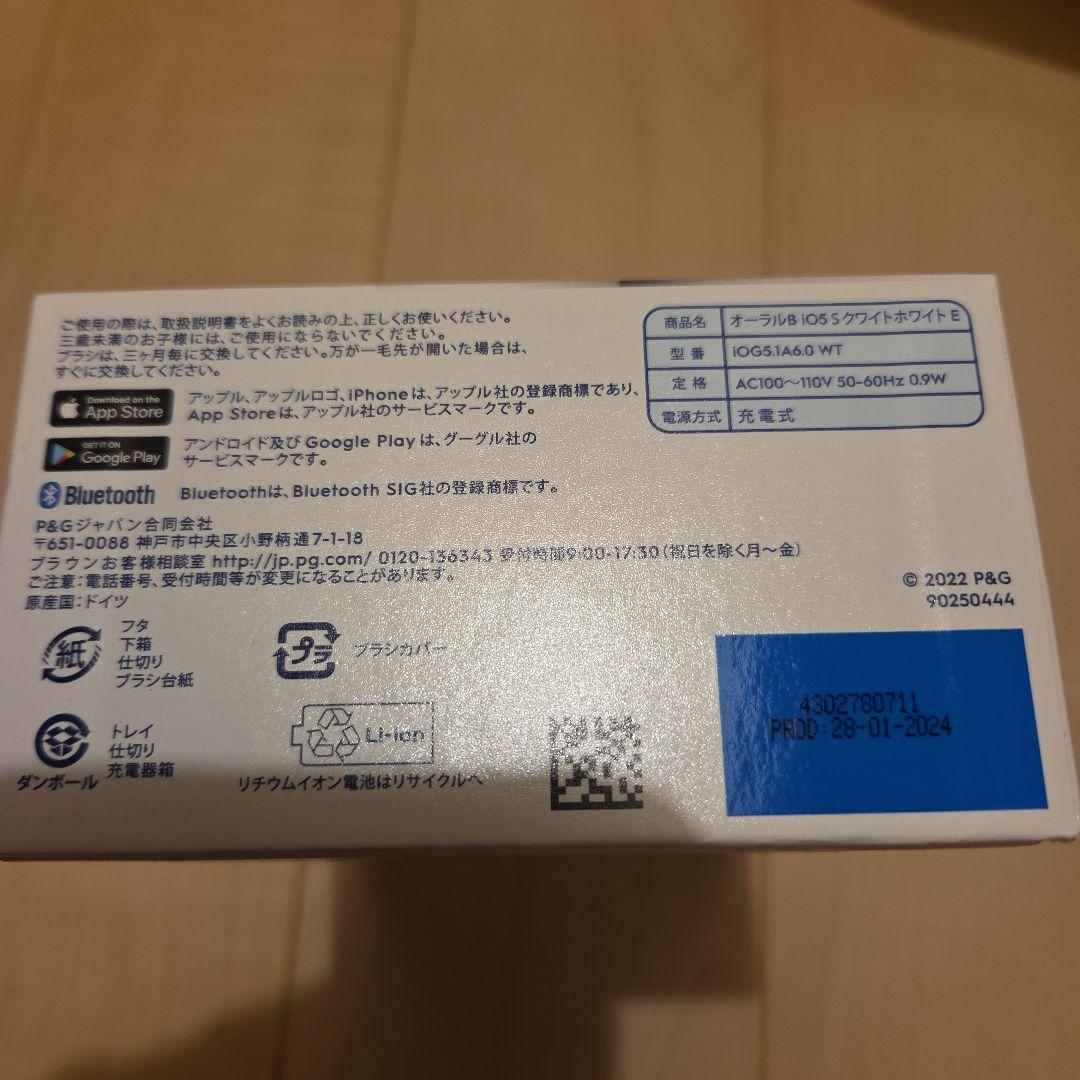 ご使用の際は、取扱説明書をよくお読みの上、正しくお使いください。
三歳未満のお子様には、ご使用にならないでください。
ブラシは、三ヶ月毎に交換してください。万が一毛先が開いた場合は、
すぐに交換してください。
Download on the
App Store
アップル、アップルロゴ、iPhoneは、アップル社の登録商標であり、
App Storeは、アップル社のサービスマークです。
GET IT ON
Google Play
アンドロイド及びGoogle Playは、グーグル社の
サービスマークです。
Bluetooth
Bluetoothは、Bluetooth SIG社の登録商標です。
P&Gジャパン合同会社
〒651-0088 神戸市中央区小野柄通7-1-18
ブラウンお客様相談室 http://jp.pg.com/ 0120-136343 受付時間9:00-17:30（祝日を除く月～金）
ご注意：電話番号、受付時間等が変更になることがあります。
原産国：ドイツ
商品名 オーラルB iO5 S クワイトホワイト E
型番 iOG5.1A6.0 WT
定格 AC100～110V 50-60Hz 0.9W
電源方式 充電式
© 2022 P&G
90250444
紙
フタ
下箱
仕切り
ブラシ台紙
プラ
ブラシカバー
ダンボール
トレイ
仕切り
充電器箱
Li-ion
リチウムイオン電池はリサイクルへ
4302780711
PROD:28-01-2024